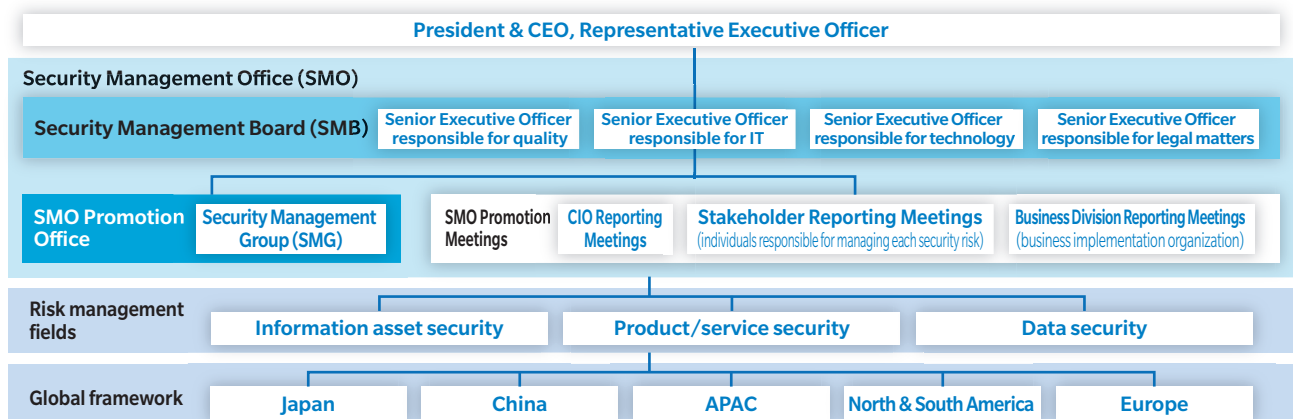 President & CEO, Representative Executive Officer
Security Management Office (SMO)
Security Management Board (SMB)
Senior Executive Officer
responsible for quality
Senior Executive Officer
responsible for IT
Senior Executive Officer
responsible for technology
Senior Executive Officer
responsible for legal matters
SMO Promotion
Office
Security Management
Group (SMG)
SMO Promotion
Meetings
CIO Reporting
Meetings
Stakeholder Reporting Meetings
(individuals responsible for managing each security risk)
Business Division Reporting Meetings
(business implementation organization)
Risk management
fields
Information asset security
Product/service security
Data security
Global framework
Japan
China
APAC
North & South America
Europe